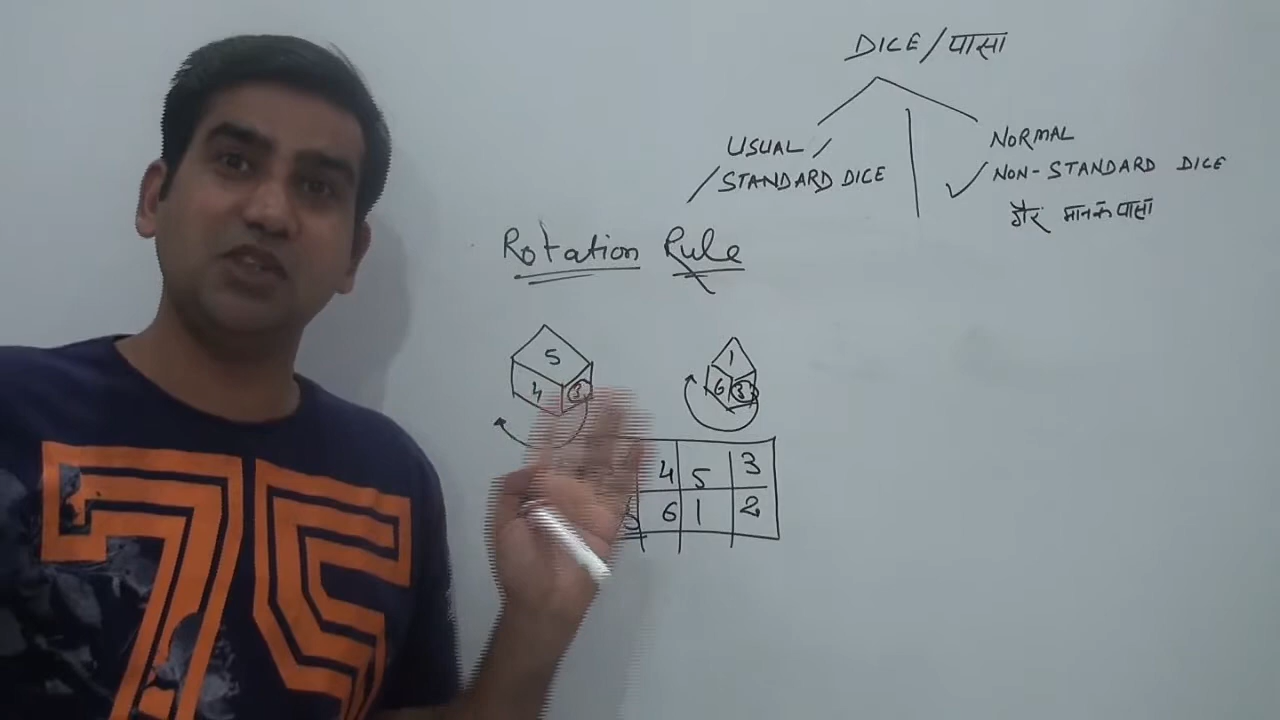 DICE / पासा
USUAL / NORMAL
/ STANDARD DICE ✓ NON-STANDARD DICE
गैर मानक पासा
Rotation Rule
5 1
4 3 6 3
4 5 3
6 1 2
75